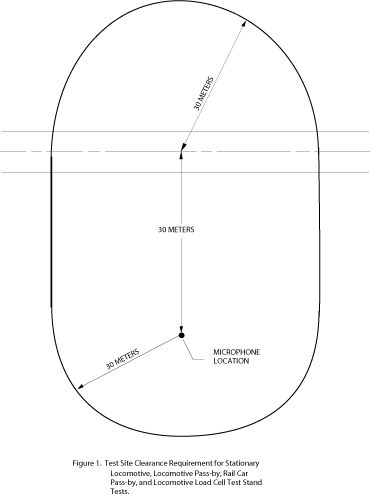 30 METERS
30 METERS
30 METERS
MICROPHONE
LOCATION
Figure 1. Test Site Clearance Requirement for Stationary
Locomotive, Locomotive Pass-by, Rail Car
Pass-by, and Locomotive Load Cell Test Stand
Tests.